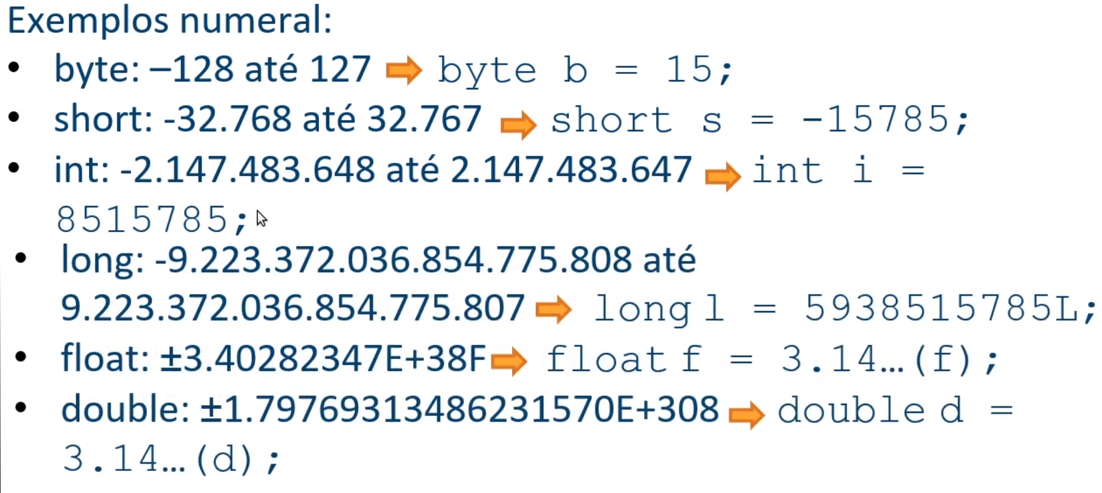 Exemplos numeral:
• byte: –128 até 127 ➡ byte b = 15;
• short: -32.768 até 32.767 ➡ short s = -15785;
• int: -2.147.483.648 até 2.147.483.647 ➡ int i =
8515785;
• long: -9.223.372.036.854.775.808 até
9.223.372.036.854.775.807 ➡ long l = 5938515785L;
• float: ±3.40282347E+38F ➡ float f = 3.14…(f);
• double: ±1.79769313486231570E+308 ➡ double d =
3.14…(d);